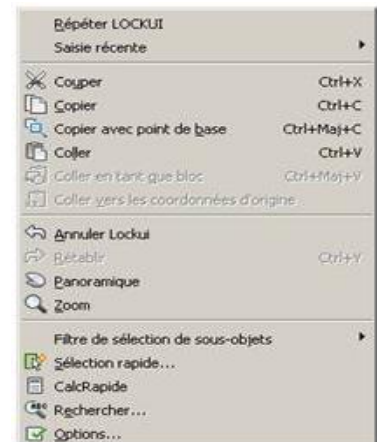 Répéter LOCKUI
Saisie récente
Couper Ctrl+X
Copier Ctrl+C
Copier avec point de base Ctrl+Maj+C
Coller Ctrl+V
Coller en tant que bloc Ctrl+Maj+V
Coller vers les coordonnées d'origine
Annuler Lockui
Rétablir Ctrl+Y
Panoramique
Zoom
Filtre de sélection de sous-objets
Sélection rapide...
CalcRapide
Rechercher...
Options...